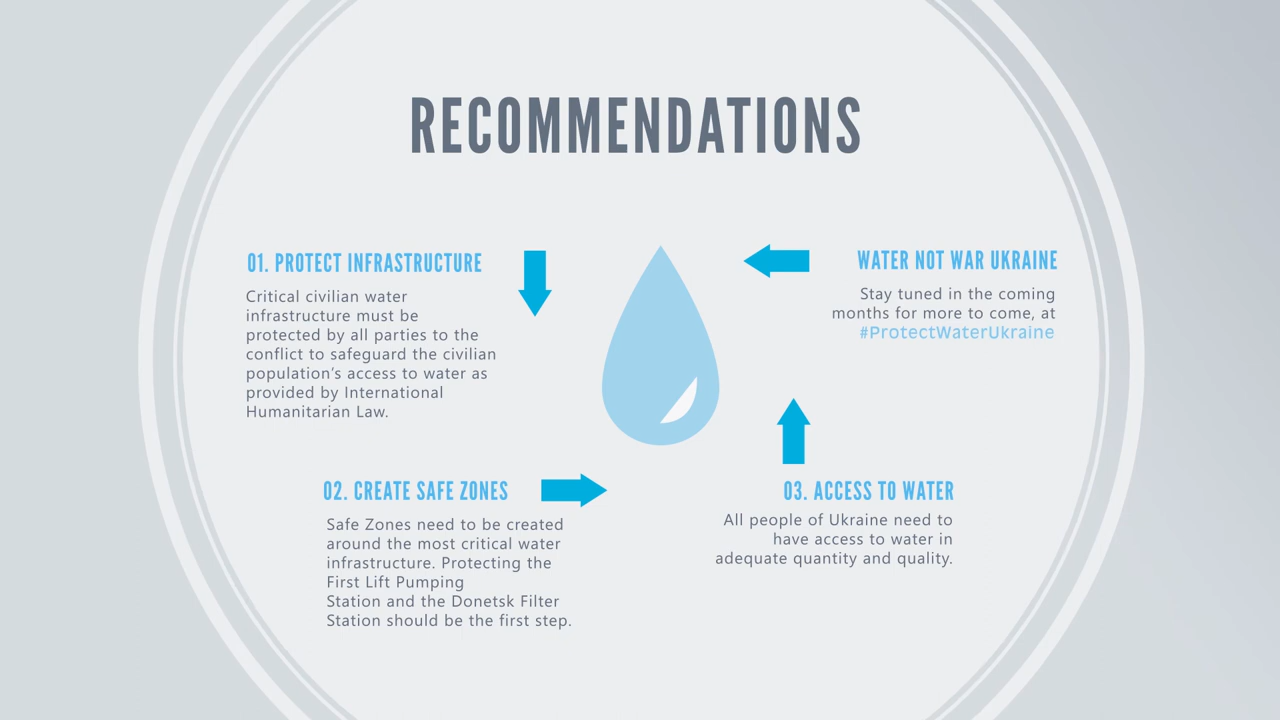 RECOMMENDATIONS
01. PROTECT INFRASTRUCTURE
Critical civilian water
infrastructure must be
protected by all parties to the
conflict to safeguard the civilian
population's access to water as
provided by International
Humanitarian Law.
02. CREATE SAFE ZONES
Safe Zones need to be created
around the most critical water
infrastructure. Protecting the
First Lift Pumping
Station and the Donetsk Filter
Station should be the first step.
03. ACCESS TO WATER
All people of Ukraine need to
have access to water in
adequate quantity and quality.
WATER NOT WAR UKRAINE
Stay tuned in the coming
months for more to come, at
#ProtectWaterUkraine